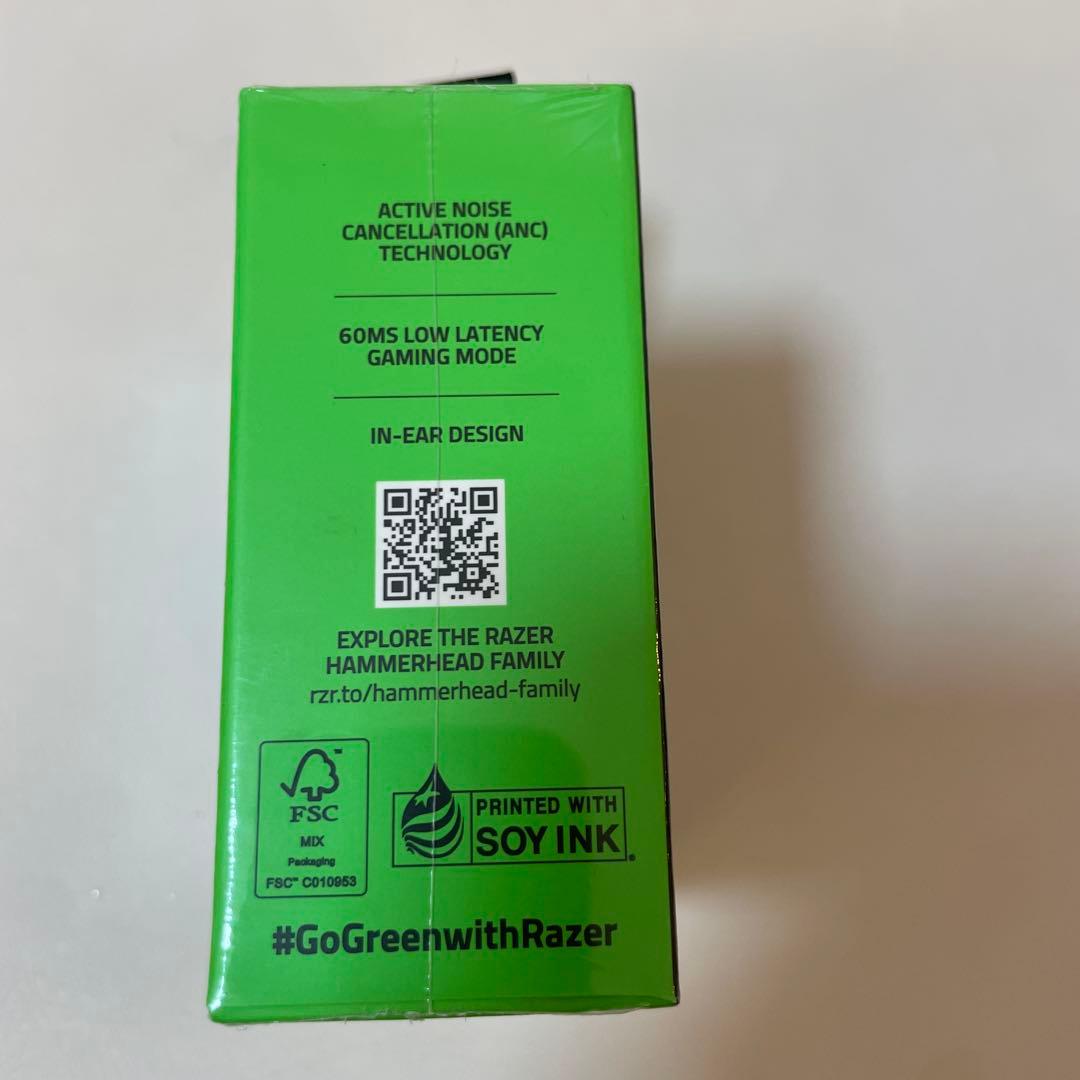 ACTIVE NOISE
CANCELLATION (ANC)
TECHNOLOGY
60MS LOW LATENCY
GAMING MODE
IN-EAR DESIGN
EXPLORE THE RAZER
HAMMERHEAD FAMILY
rzr.to/hammerhead-family
FSC
MIX
Packaging
FSC™ C010953
PRINTED WITH
SOY INK®
#GoGreenwithRazer